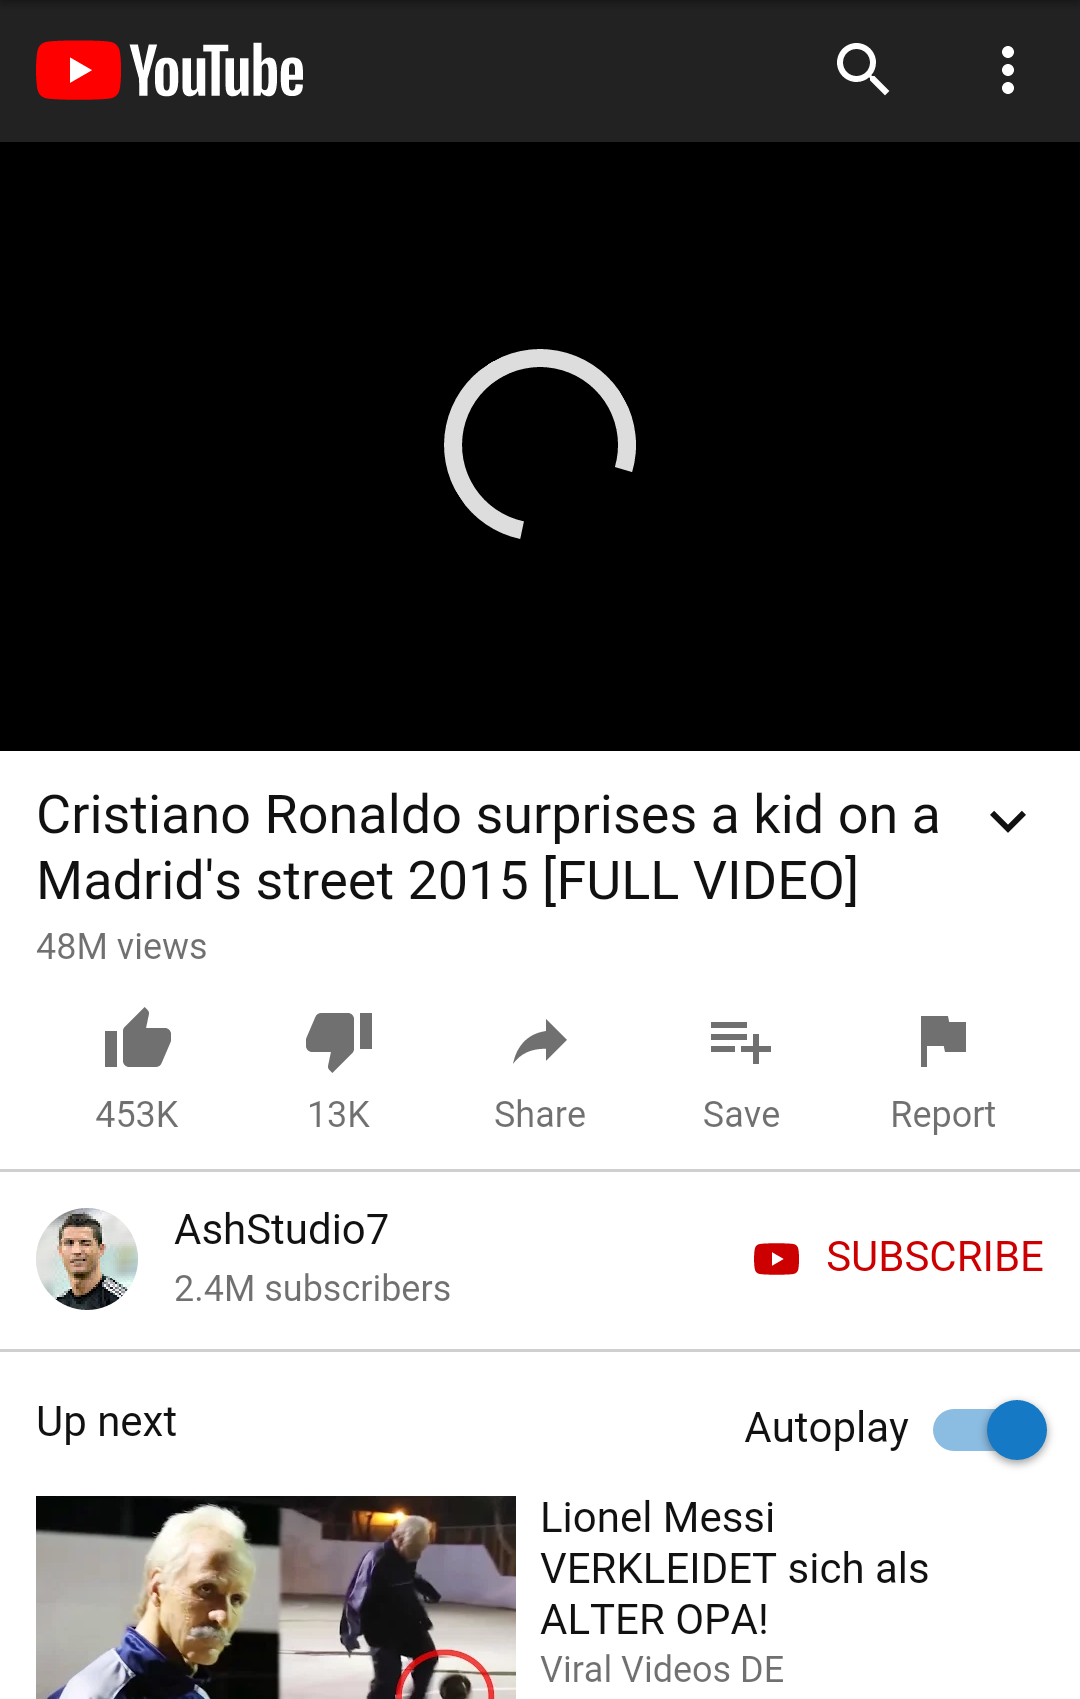 YouTube
Cristiano Ronaldo surprises a kid on a
Madrid's street 2015 [FULL VIDEO]
48M views
453K
13K
Share
Save
Report
AshStudio7
2.4M subscribers
SUBSCRIBE
Up next
Autoplay
Lionel Messi
VERKLEIDET sich als
ALTER OPA!
Viral Videos DE